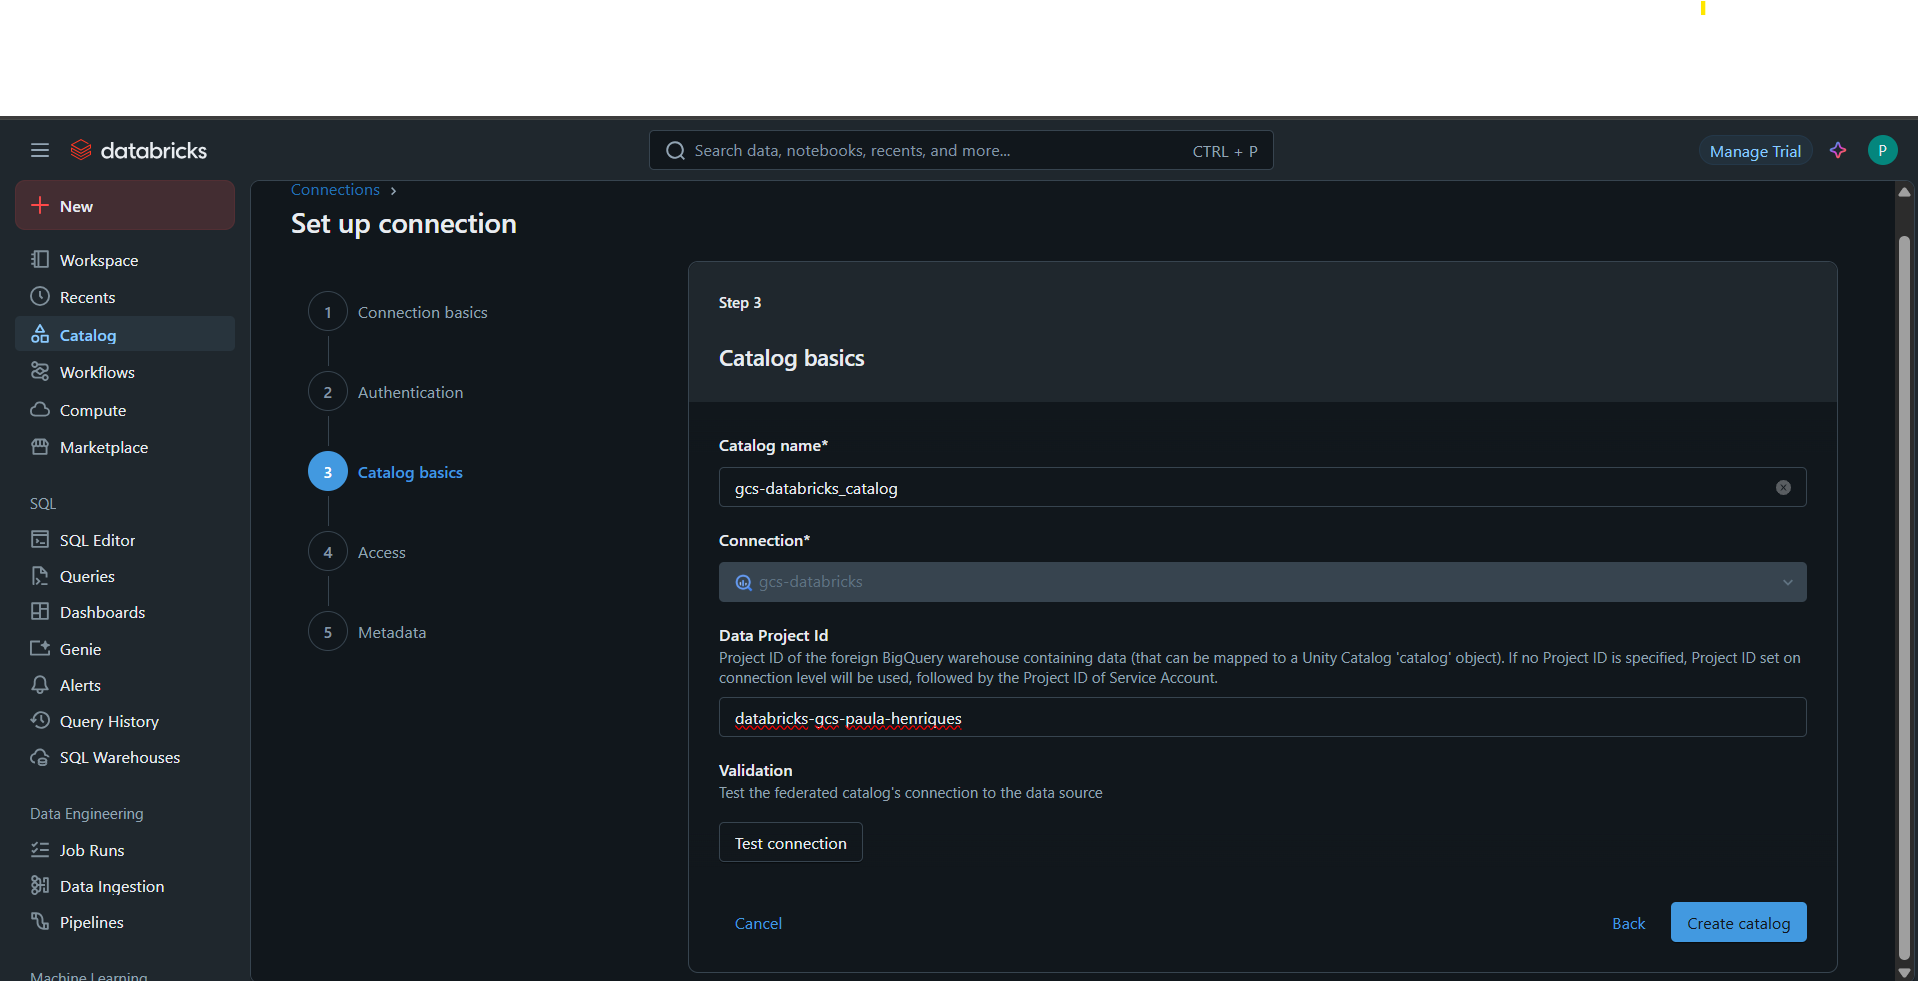 databricks
Search data, notebooks, recents, and more...
CTRL + P
Manage Trial
P
New
Workspace
Recents
Catalog
Workflows
Compute
Marketplace
SQL
SQL Editor
Queries
Dashboards
Genie
Alerts
Query History
SQL Warehouses
Data Engineering
Job Runs
Data Ingestion
Pipelines
Machine Learning
Connections ›
Set up connection
1 Connection basics
2 Authentication
3 Catalog basics
4 Access
5 Metadata
Step 3
Catalog basics
Catalog name*
gcs-databricks_catalog
Connection*
gcs-databricks
Data Project Id
Project ID of the foreign BigQuery warehouse containing data (that can be mapped to a Unity Catalog 'catalog' object). If no Project ID is specified, Project ID set on
connection level will be used, followed by the Project ID of Service Account.
databricks-gcs-paula-henriques
Validation
Test the federated catalog's connection to the data source
Test connection
Cancel
Back
Create catalog